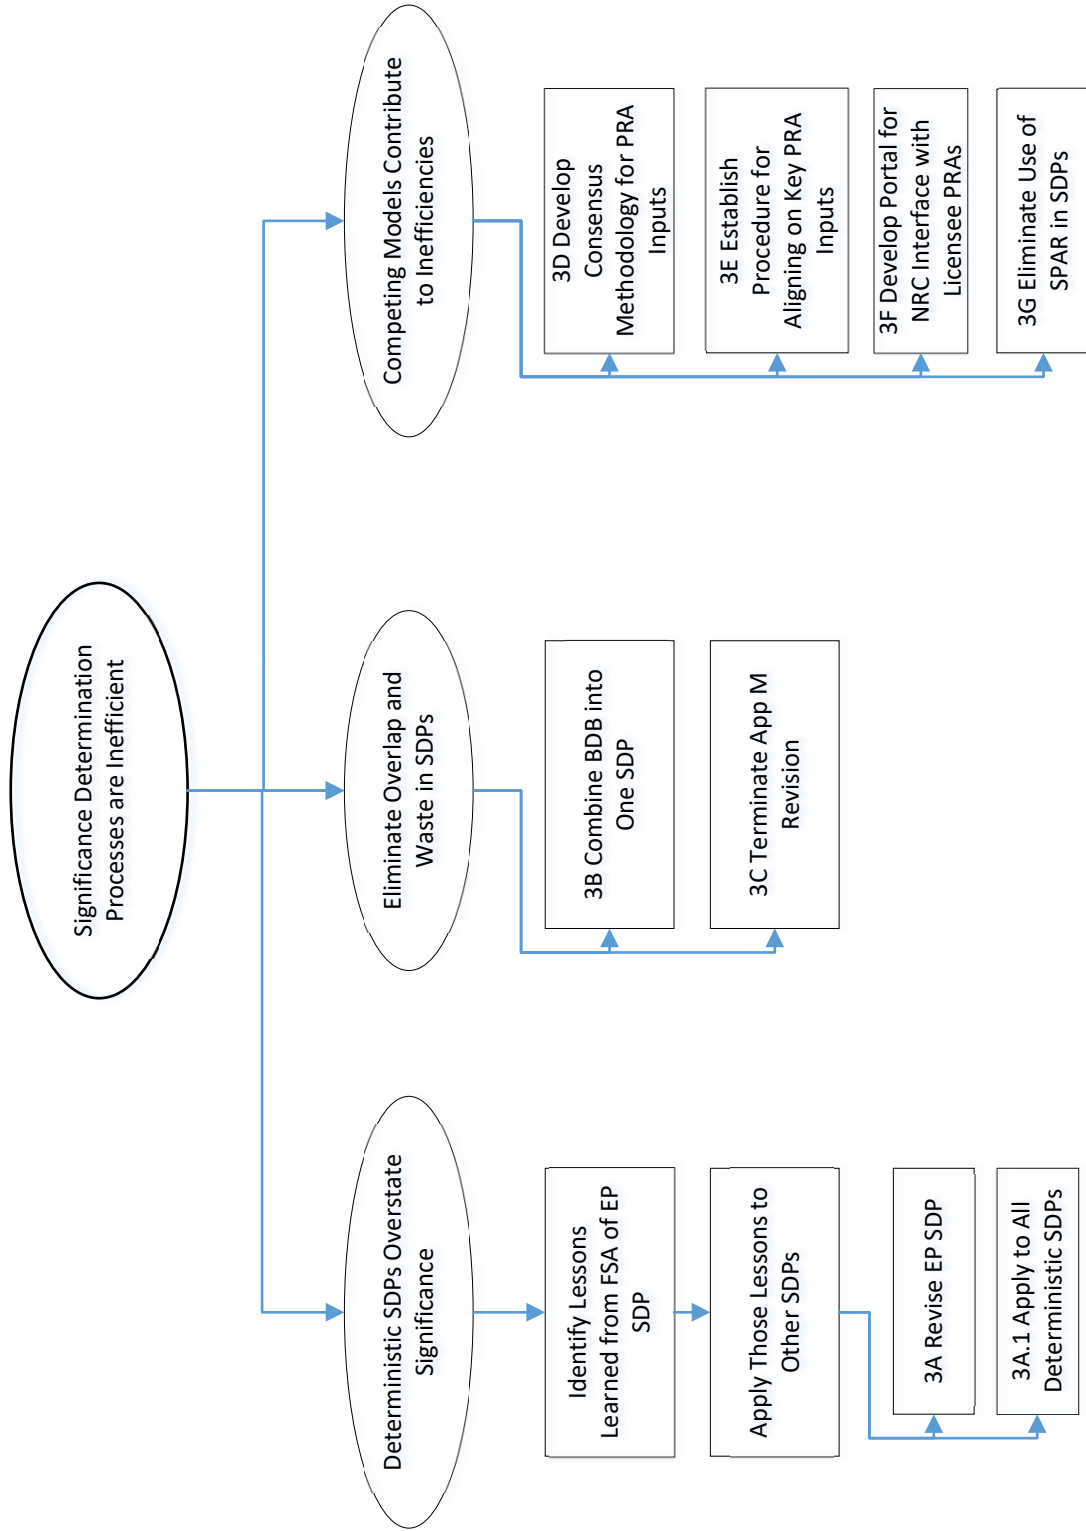 Significance Determination
Processes are Inefficient
Deterministic SDPs Overstate
Significance
Eliminate Overlap and
Waste in SDPs
Competing Models Contribute
to Inefficiencies
Identify Lessons
Learned from FSA of EP
SDP
Apply Those Lessons to
Other SDPs
3A Revise EP SDP
3A.1 Apply to All
Deterministic SDPs
3B Combine BDB into
One SDP
3C Terminate App M
Revision
3D Develop
Consensus
Methodology for PRA
Inputs
3E Establish
Procedure for
Aligning on Key PRA
Inputs
3F Develop Portal for
NRC Interface with
Licensee PRAs
3G Eliminate Use of
SPAR in SDPs